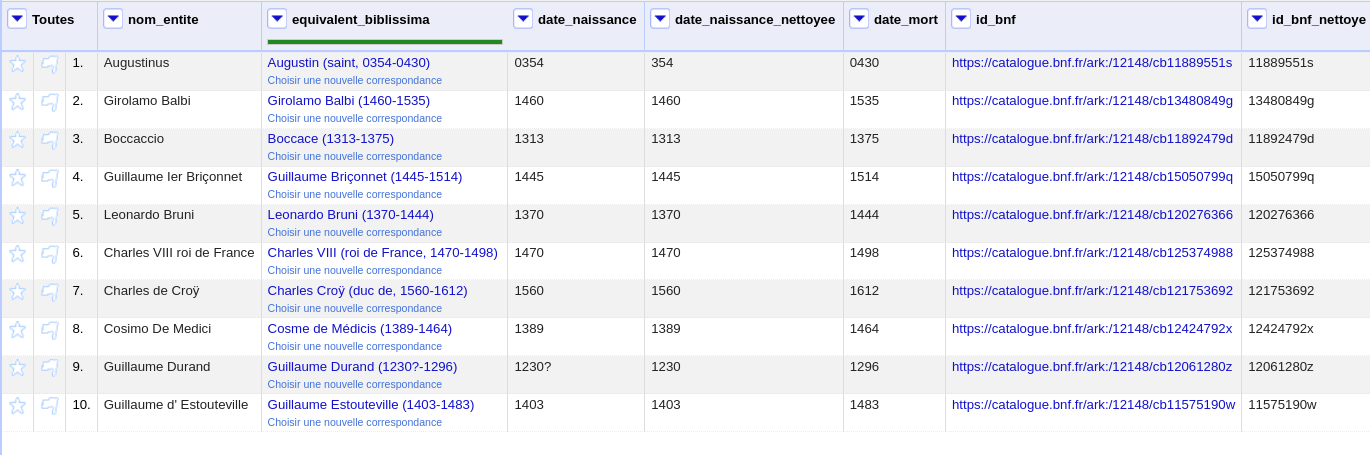 Toutes nom_entite equivalent_biblissima date_naissance date_naissance_nettoyee date_mort id_bnf id_bnf_nettoye
1. Augustinus Augustin (saint, 0354-0430) 0354 354 0430 https://catalogue.bnf.fr/ark:/12148/cb11889551s 11889551s
Choisir une nouvelle correspondance
2. Girolamo Balbi Girolamo Balbi (1460-1535) 1460 1460 1535 https://catalogue.bnf.fr/ark:/12148/cb13480849g 13480849g
Choisir une nouvelle correspondance
3. Boccaccio Boccace (1313-1375) 1313 1313 1375 https://catalogue.bnf.fr/ark:/12148/cb11892479d 11892479d
Choisir une nouvelle correspondance
4. Guillaume Ier Briçonnet Guillaume Briçonnet (1445-1514) 1445 1445 1514 https://catalogue.bnf.fr/ark:/12148/cb15050799q 15050799q
Choisir une nouvelle correspondance
5. Leonardo Bruni Leonardo Bruni (1370-1444) 1370 1370 1444 https://catalogue.bnf.fr/ark:/12148/cb120276366 120276366
Choisir une nouvelle correspondance
6. Charles VIII roi de France Charles VIII (roi de France, 1470-1498) 1470 1470 1498 https://catalogue.bnf.fr/ark:/12148/cb125374988 125374988
Choisir une nouvelle correspondance
7. Charles de Croÿ Charles Croÿ (duc de, 1560-1612) 1560 1560 1612 https://catalogue.bnf.fr/ark:/12148/cb121753692 121753692
Choisir une nouvelle correspondance
8. Cosimo De Medici Cosme de Médicis (1389-1464) 1389 1389 1464 https://catalogue.bnf.fr/ark:/12148/cb12424792x 12424792x
Choisir une nouvelle correspondance
9. Guillaume Durand Guillaume Durand (1230?-1296) 1230? 1230 1296 https://catalogue.bnf.fr/ark:/12148/cb12061280z 12061280z
Choisir une nouvelle correspondance
10. Guillaume d' Estouteville Guillaume Estouteville (1403-1483) 1403 1403 1483 https://catalogue.bnf.fr/ark:/12148/cb11575190w 11575190w
Choisir une nouvelle correspondance